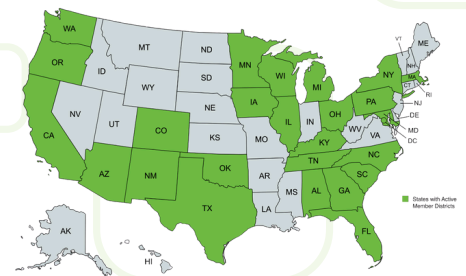 WA
MT
ND
MN
VT
ME
OR
ID
SD
WI
MI
NY
NH
MA
CT
RI
WY
NE
IA
PA
NJ
NV
UT
CO
KS
IL
IN
OH
DE
MD
DC
CA
MO
KY
WV
VA
AZ
NM
OK
AR
TN
NC
SC
TX
LA
MS
AL
GA
FL
AK
HI
States with Active
Member Districts